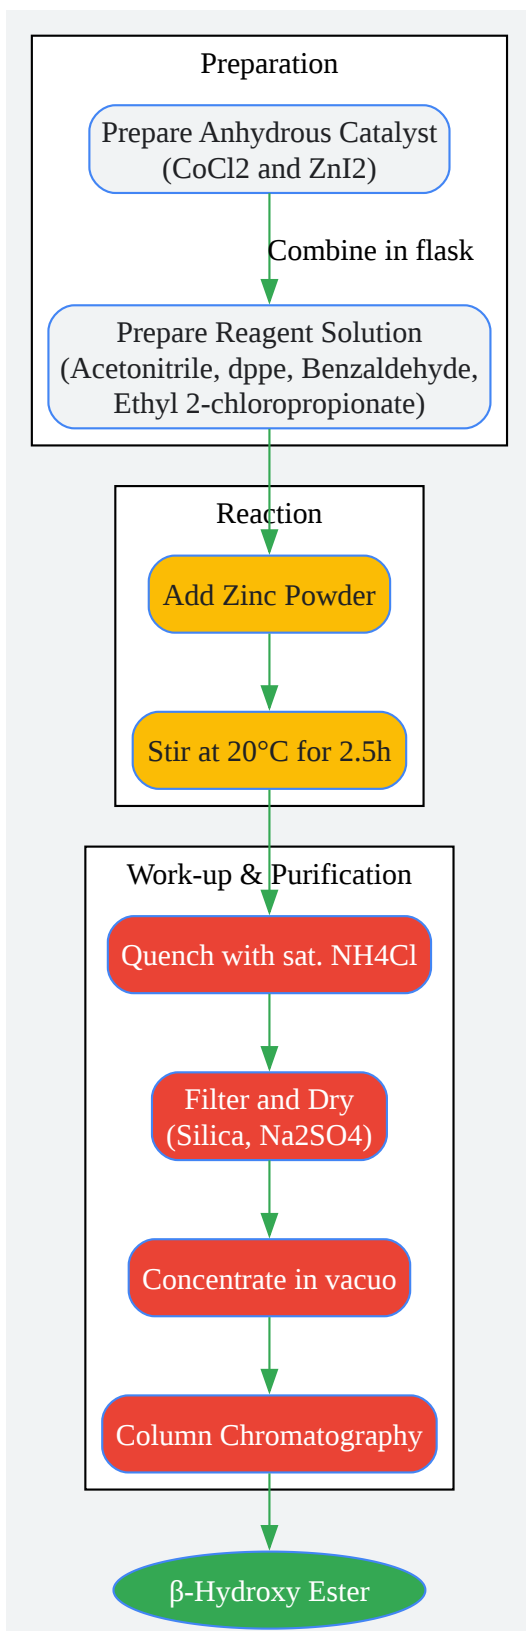 Preparation
Prepare Anhydrous Catalyst
(CoCl2 and ZnI2)
Combine in flask
Prepare Reagent Solution
(Acetonitrile, dppe, Benzaldehyde,
Ethyl 2-chloropropionate)
Reaction
Add Zinc Powder
Stir at 20°C for 2.5h
Work-up & Purification
Quench with sat. NH4Cl
Filter and Dry
(Silica, Na2SO4)
Concentrate in vacuo
Column Chromatography
β-Hydroxy Ester